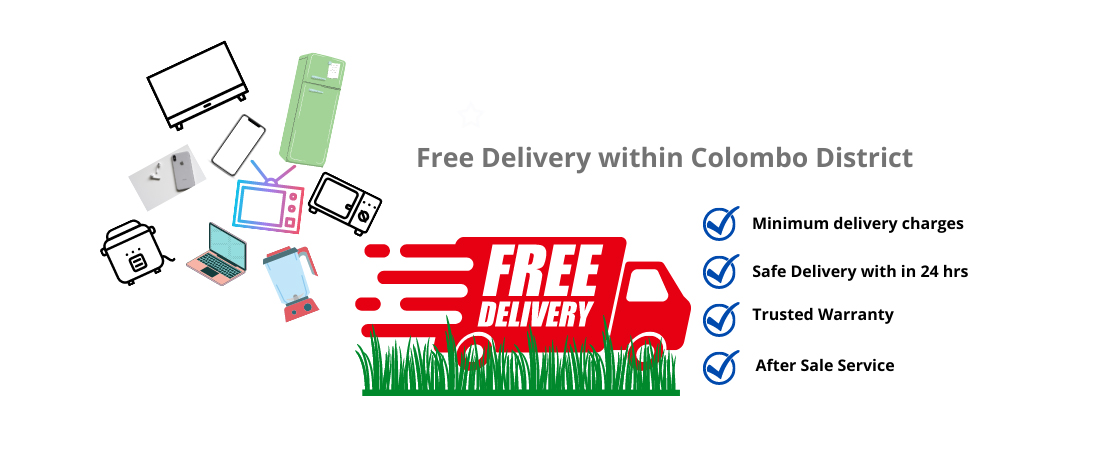 Free Delivery within Colombo District
Minimum delivery charges
Safe Delivery with in 24 hrs
Trusted Warranty
After Sale Service
FREE
DELIVERY